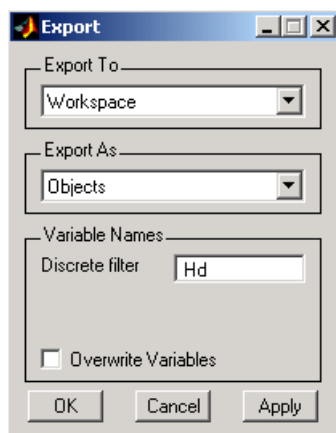 Export
Export To
Workspace
Export As
Objects
Variable Names
Discrete filter Hd
Overwrite Variables
OK Cancel Apply